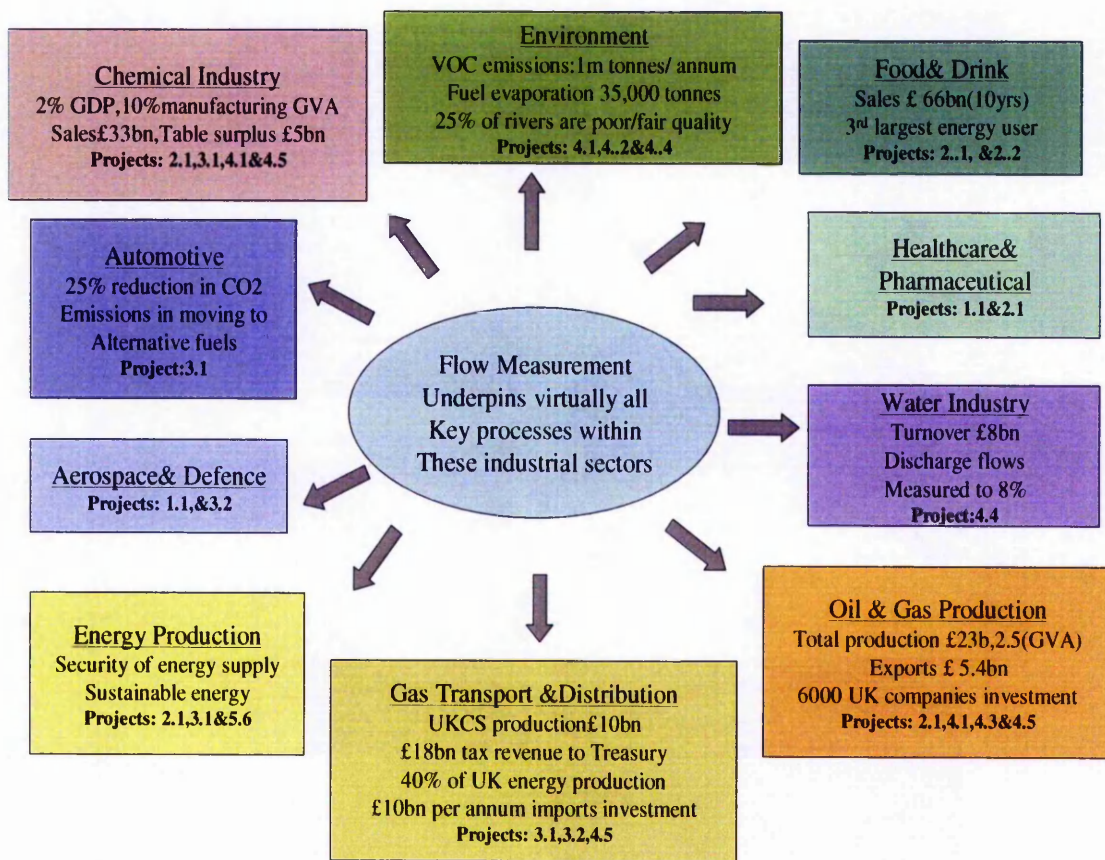 Environment
VOC emissions:1m tonnes/ annum
Fuel evaporation 35,000 tonnes
25% of rivers are poor/fair quality
Projects: 4.1,4..2&4..4
Chemical Industry
2% GDP,10%manufacturing GVA
Sales£33bn,Table surplus £5bn
Projects: 2.1,3.1,4.1&4.5
Food& Drink
Sales £ 66bn(10yrs)
3rd largest energy user
Projects: 2..1, &2..2
Automotive
25% reduction in CO2
Emissions in moving to
Alternative fuels
Project:3.1
Healthcare&
Pharmaceutical
Projects: 1.1&2.1
Flow Measurement
Underpins virtually all
Key processes within
These industrial sectors
Water Industry
Turnover £8bn
Discharge flows
Measured to 8%
Project:4.4
Aerospace& Defence
Projects: 1.1,&3.2
Energy Production
Security of energy supply
Sustainable energy
Projects: 2.1,3.1&5.6
Gas Transport &Distribution
UKCS production£10bn
£18bn tax revenue to Treasury
40% of UK energy production
£10bn per annum imports investment
Projects: 3.1,3.2,4.5
Oil & Gas Production
Total production £23b,2.5(GVA)
Exports £ 5.4bn
6000 UK companies investment
Projects: 2.1,4.1,4.3&4.5